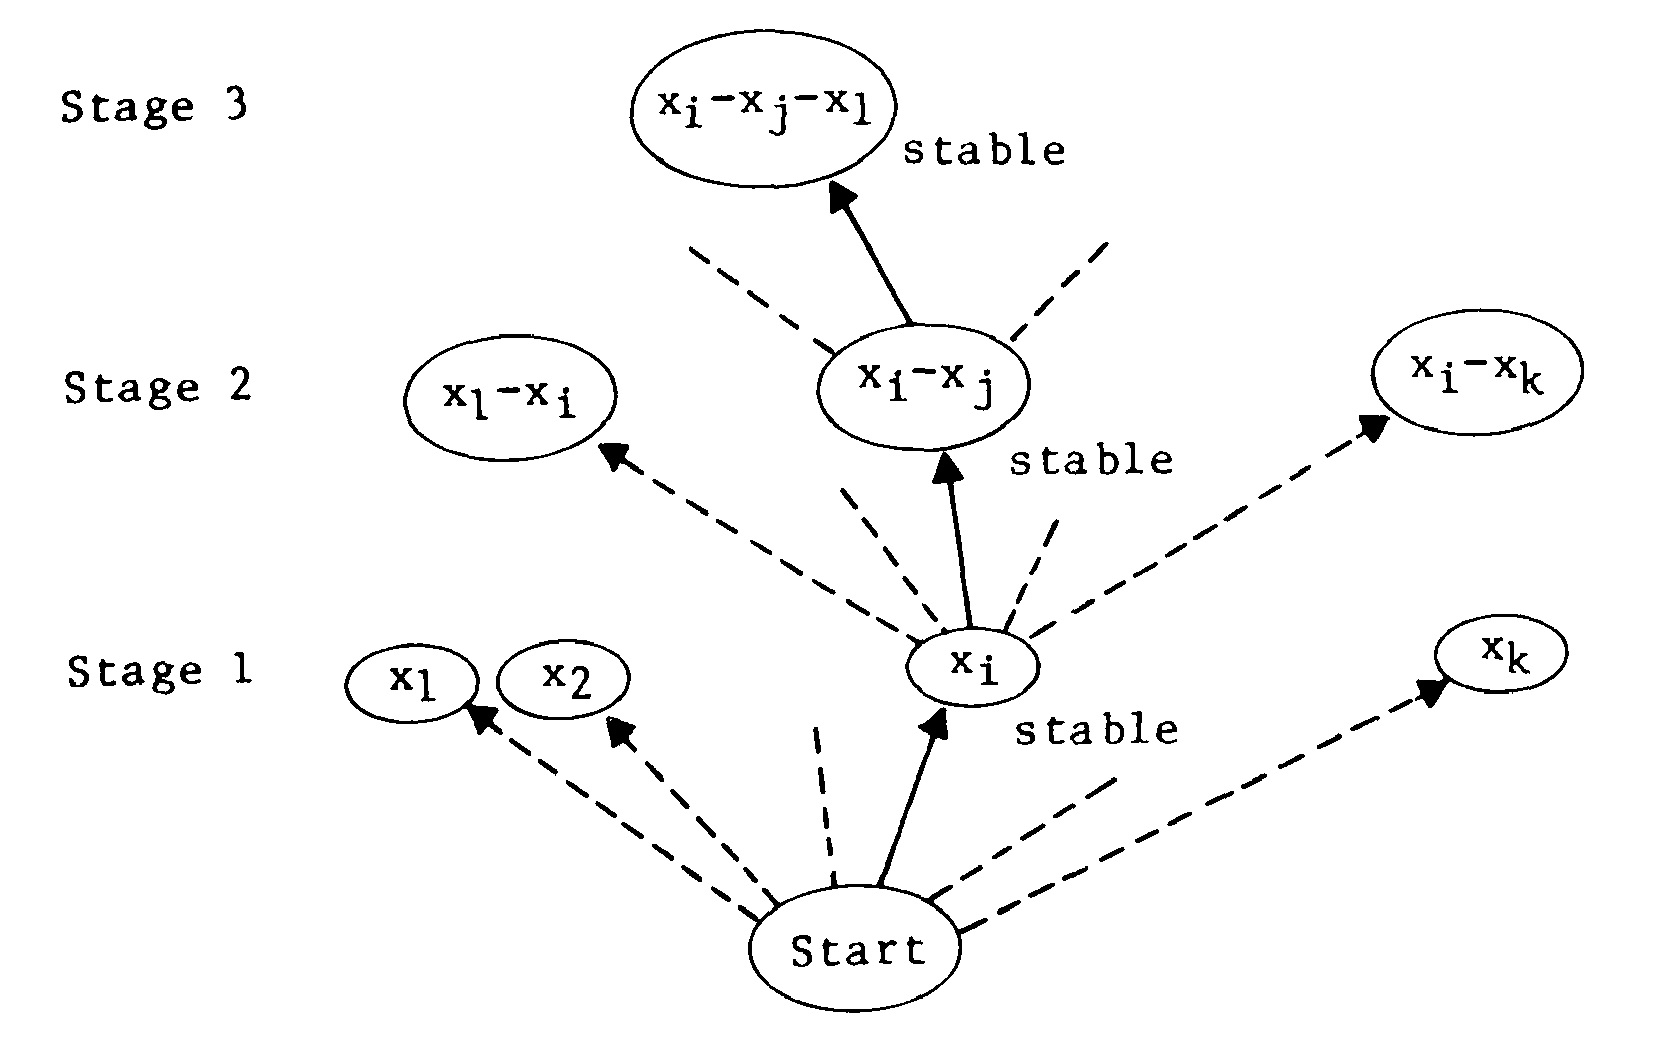 Stage 3
xi-xj-xl
stable
Stage 2
xl-xi
xi-xj
xi-xk
stable
Stage 1
x1
x2
xi
xk
stable
Start